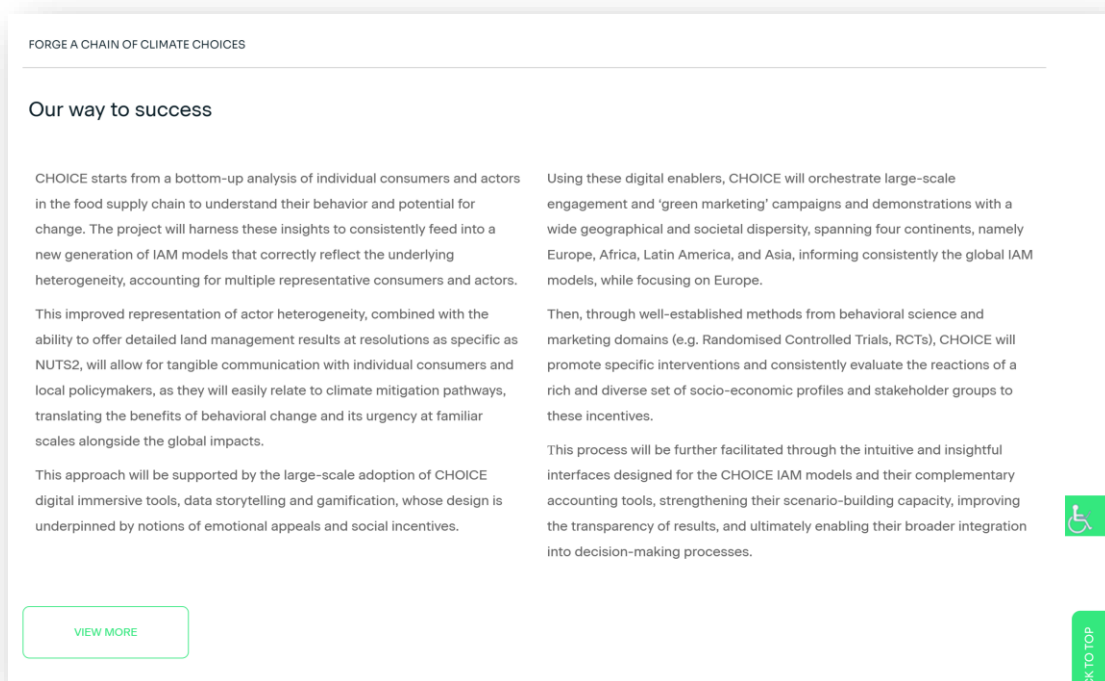 FORGE A CHAIN OF CLIMATE CHOICES
Our way to success
CHOICE starts from a bottom-up analysis of individual consumers and actors
in the food supply chain to understand their behavior and potential for
change. The project will harness these insights to consistently feed into a
new generation of IAM models that correctly reflect the underlying
heterogeneity, accounting for multiple representative consumers and actors.
This improved representation of actor heterogeneity, combined with the
ability to offer detailed land management results at resolutions as specific as
NUTS2, will allow for tangible communication with individual consumers and
local policymakers, as they will easily relate to climate mitigation pathways,
translating the benefits of behavioral change and its urgency at familiar
scales alongside the global impacts.
This approach will be supported by the large-scale adoption of CHOICE
digital immersive tools, data storytelling and gamification, whose design is
underpinned by notions of emotional appeals and social incentives.
Using these digital enablers, CHOICE will orchestrate large-scale
engagement and ‘green marketing’ campaigns and demonstrations with a
wide geographical and societal dispersity, spanning four continents, namely
Europe, Africa, Latin America, and Asia, informing consistently the global IAM
models, while focusing on Europe.
Then, through well-established methods from behavioral science and
marketing domains (e.g. Randomised Controlled Trials, RCTs), CHOICE will
promote specific interventions and consistently evaluate the reactions of a
rich and diverse set of socio-economic profiles and stakeholder groups to
these incentives.
This process will be further facilitated through the intuitive and insightful
interfaces designed for the CHOICE IAM models and their complementary
accounting tools, strengthening their scenario-building capacity, improving
the transparency of results, and ultimately enabling their broader integration
into decision-making processes.
VIEW MORE
TO TOP